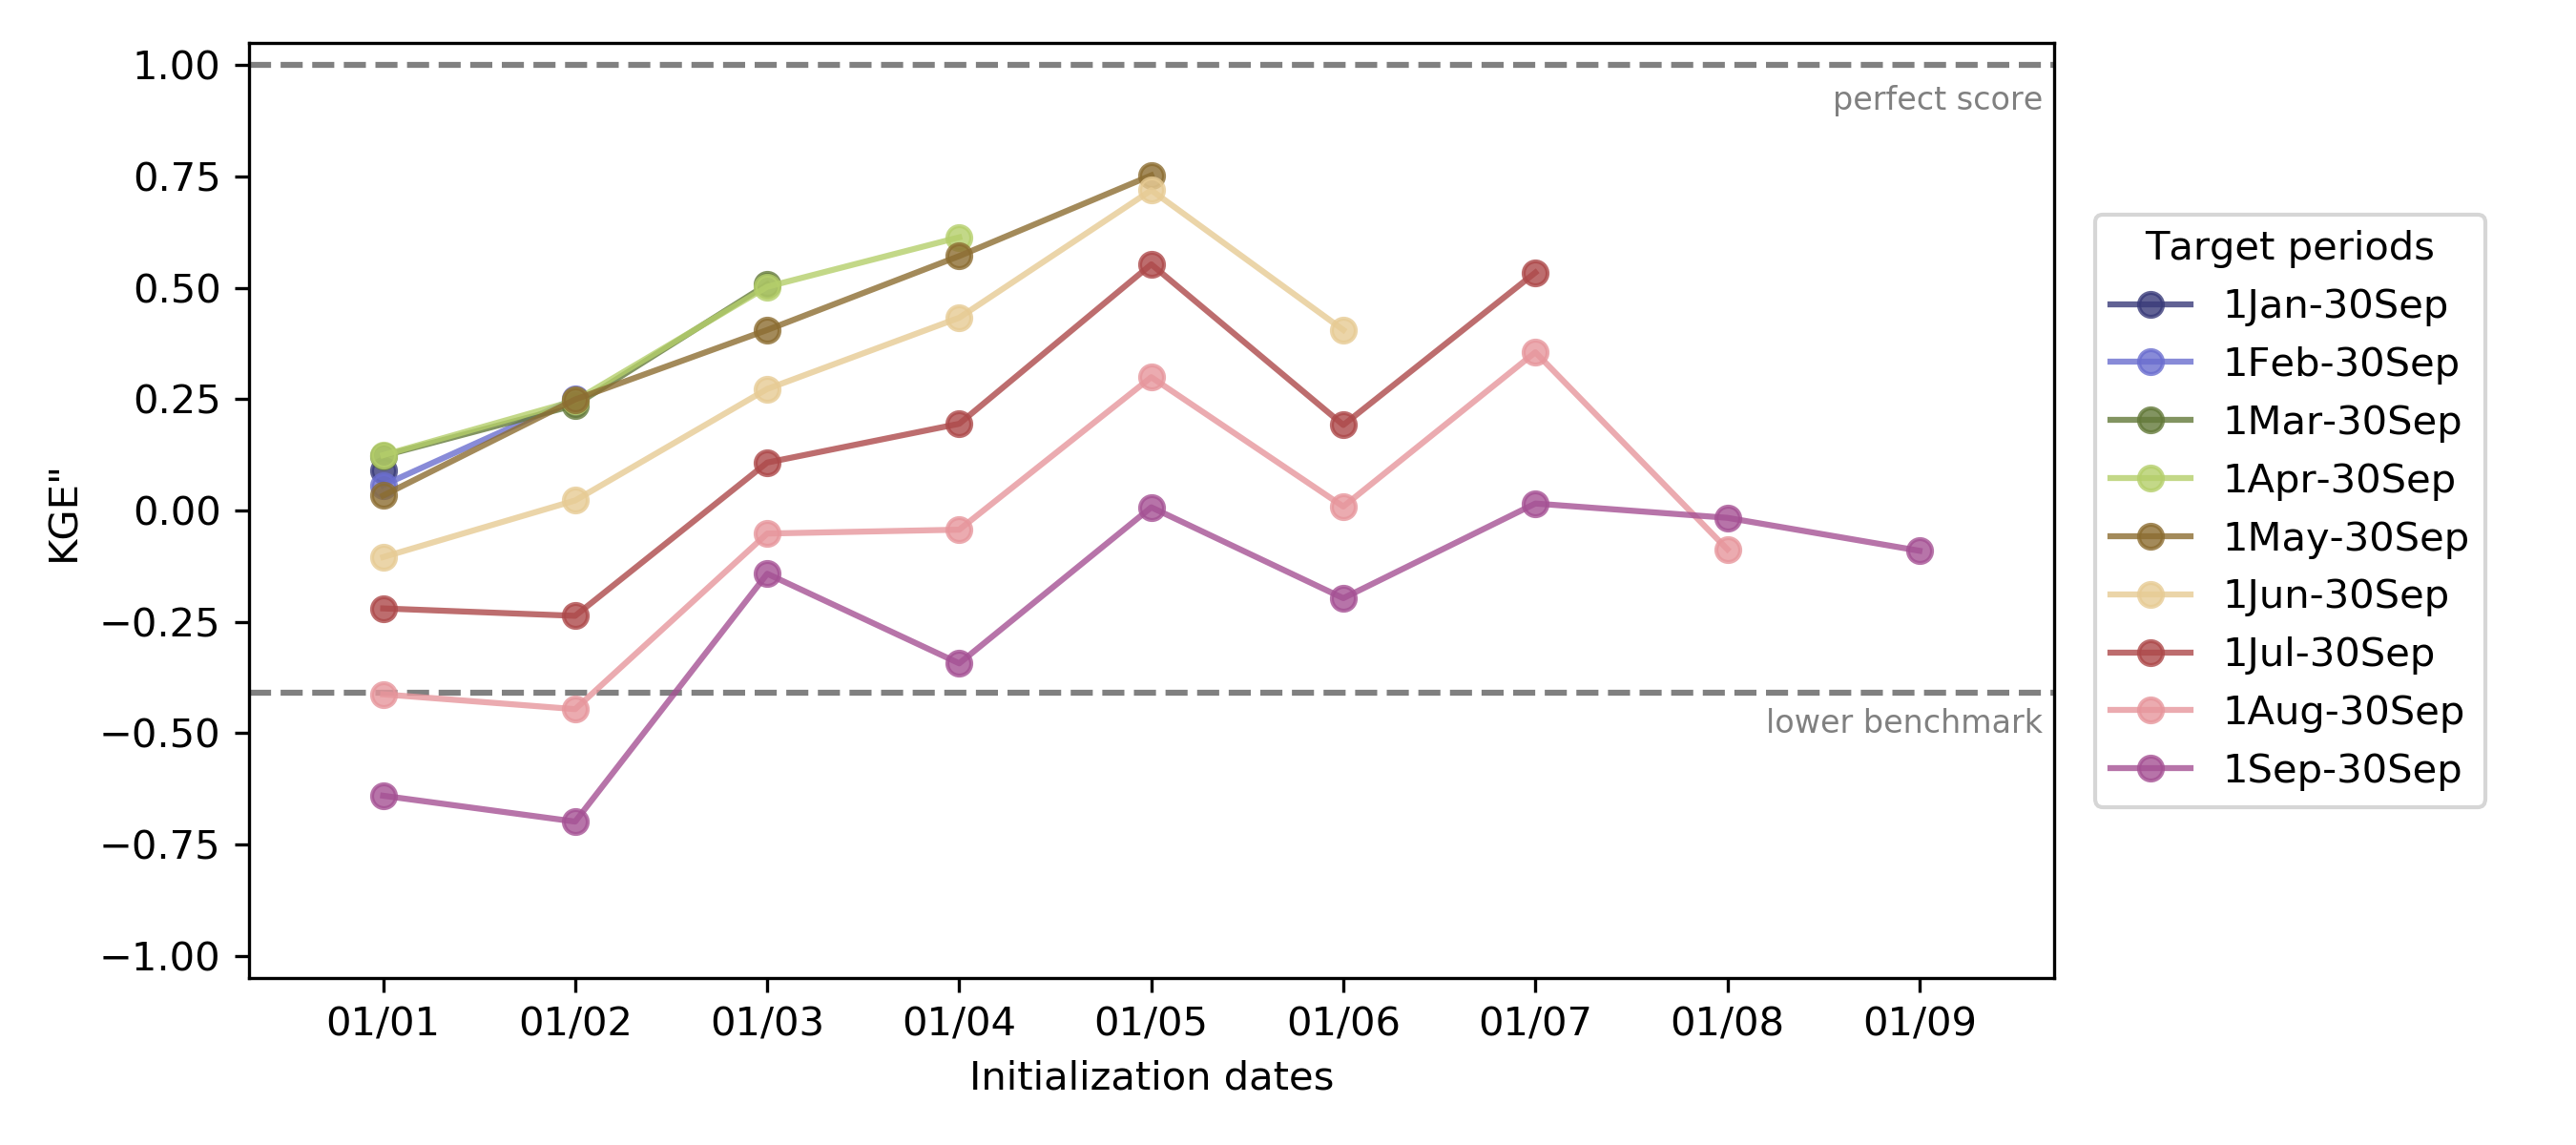 1.00
0.75
0.50
0.25
0.00
−0.25
−0.50
−0.75
−1.00
KGE"
perfect score
lower benchmark
01/01 01/02 01/03 01/04 01/05 01/06 01/07 01/08 01/09
Initialization dates
Target periods
1Jan-30Sep
1Feb-30Sep
1Mar-30Sep
1Apr-30Sep
1May-30Sep
1Jun-30Sep
1Jul-30Sep
1Aug-30Sep
1Sep-30Sep